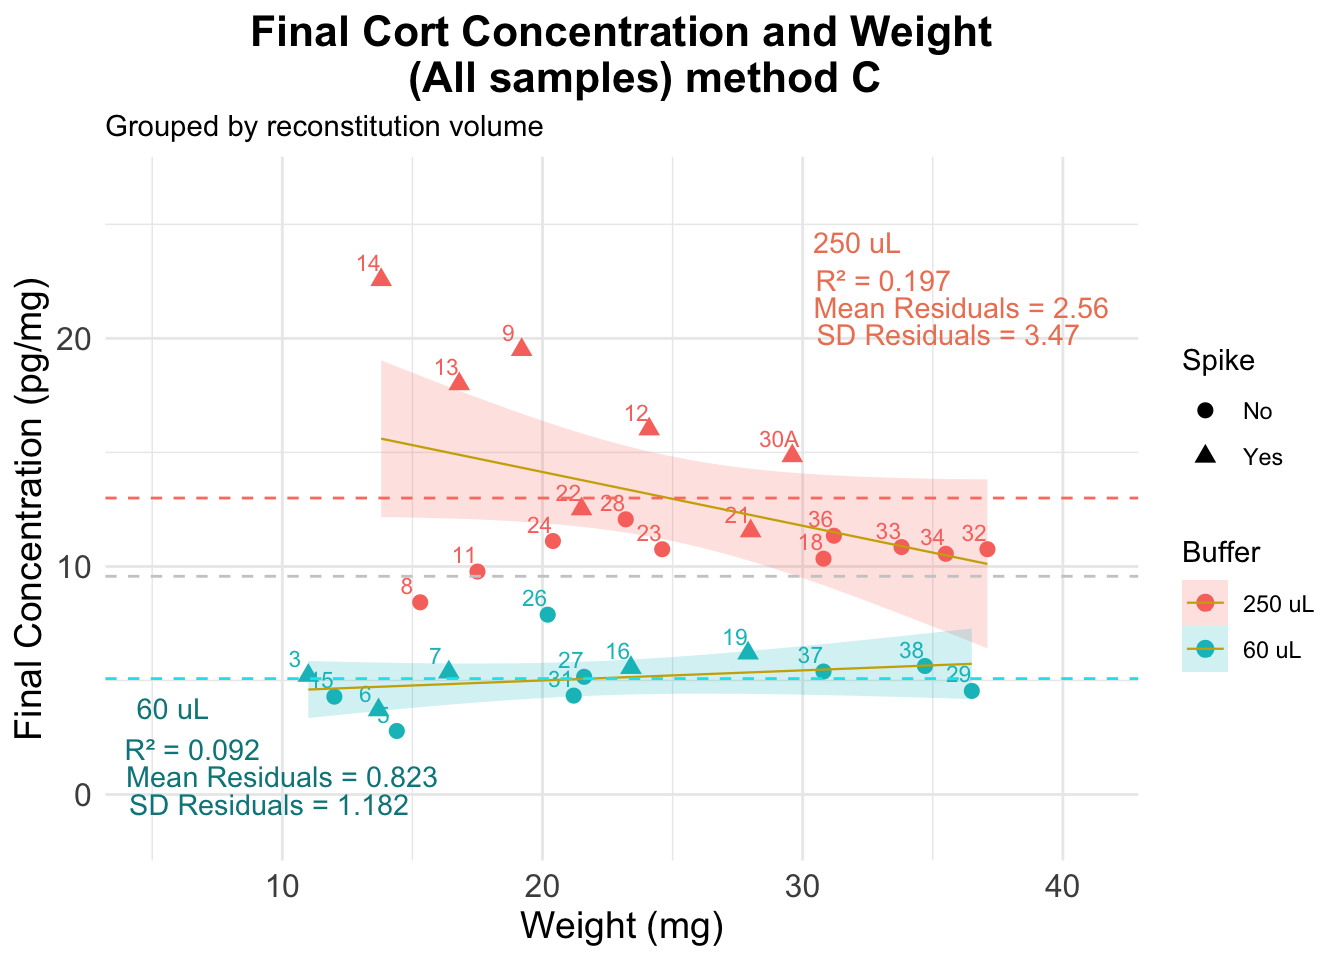 Final Cort Concentration and Weight
(All samples) method C
Grouped by reconstitution volume
Final Concentration (pg/mg)
20
10
0
14
9
13
12
30A
22
28
24
23
21
36
18
33
34
32
11
8
26
3
15
7
6
5
27
31
16
19
37
38
29
250 uL
R² = 0.197
Mean Residuals = 2.56
SD Residuals = 3.47
60 uL
R² = 0.092
Mean Residuals = 0.823
SD Residuals = 1.182
10
20
30
40
Weight (mg)
Spike
No
Yes
Buffer
250 uL
60 uL